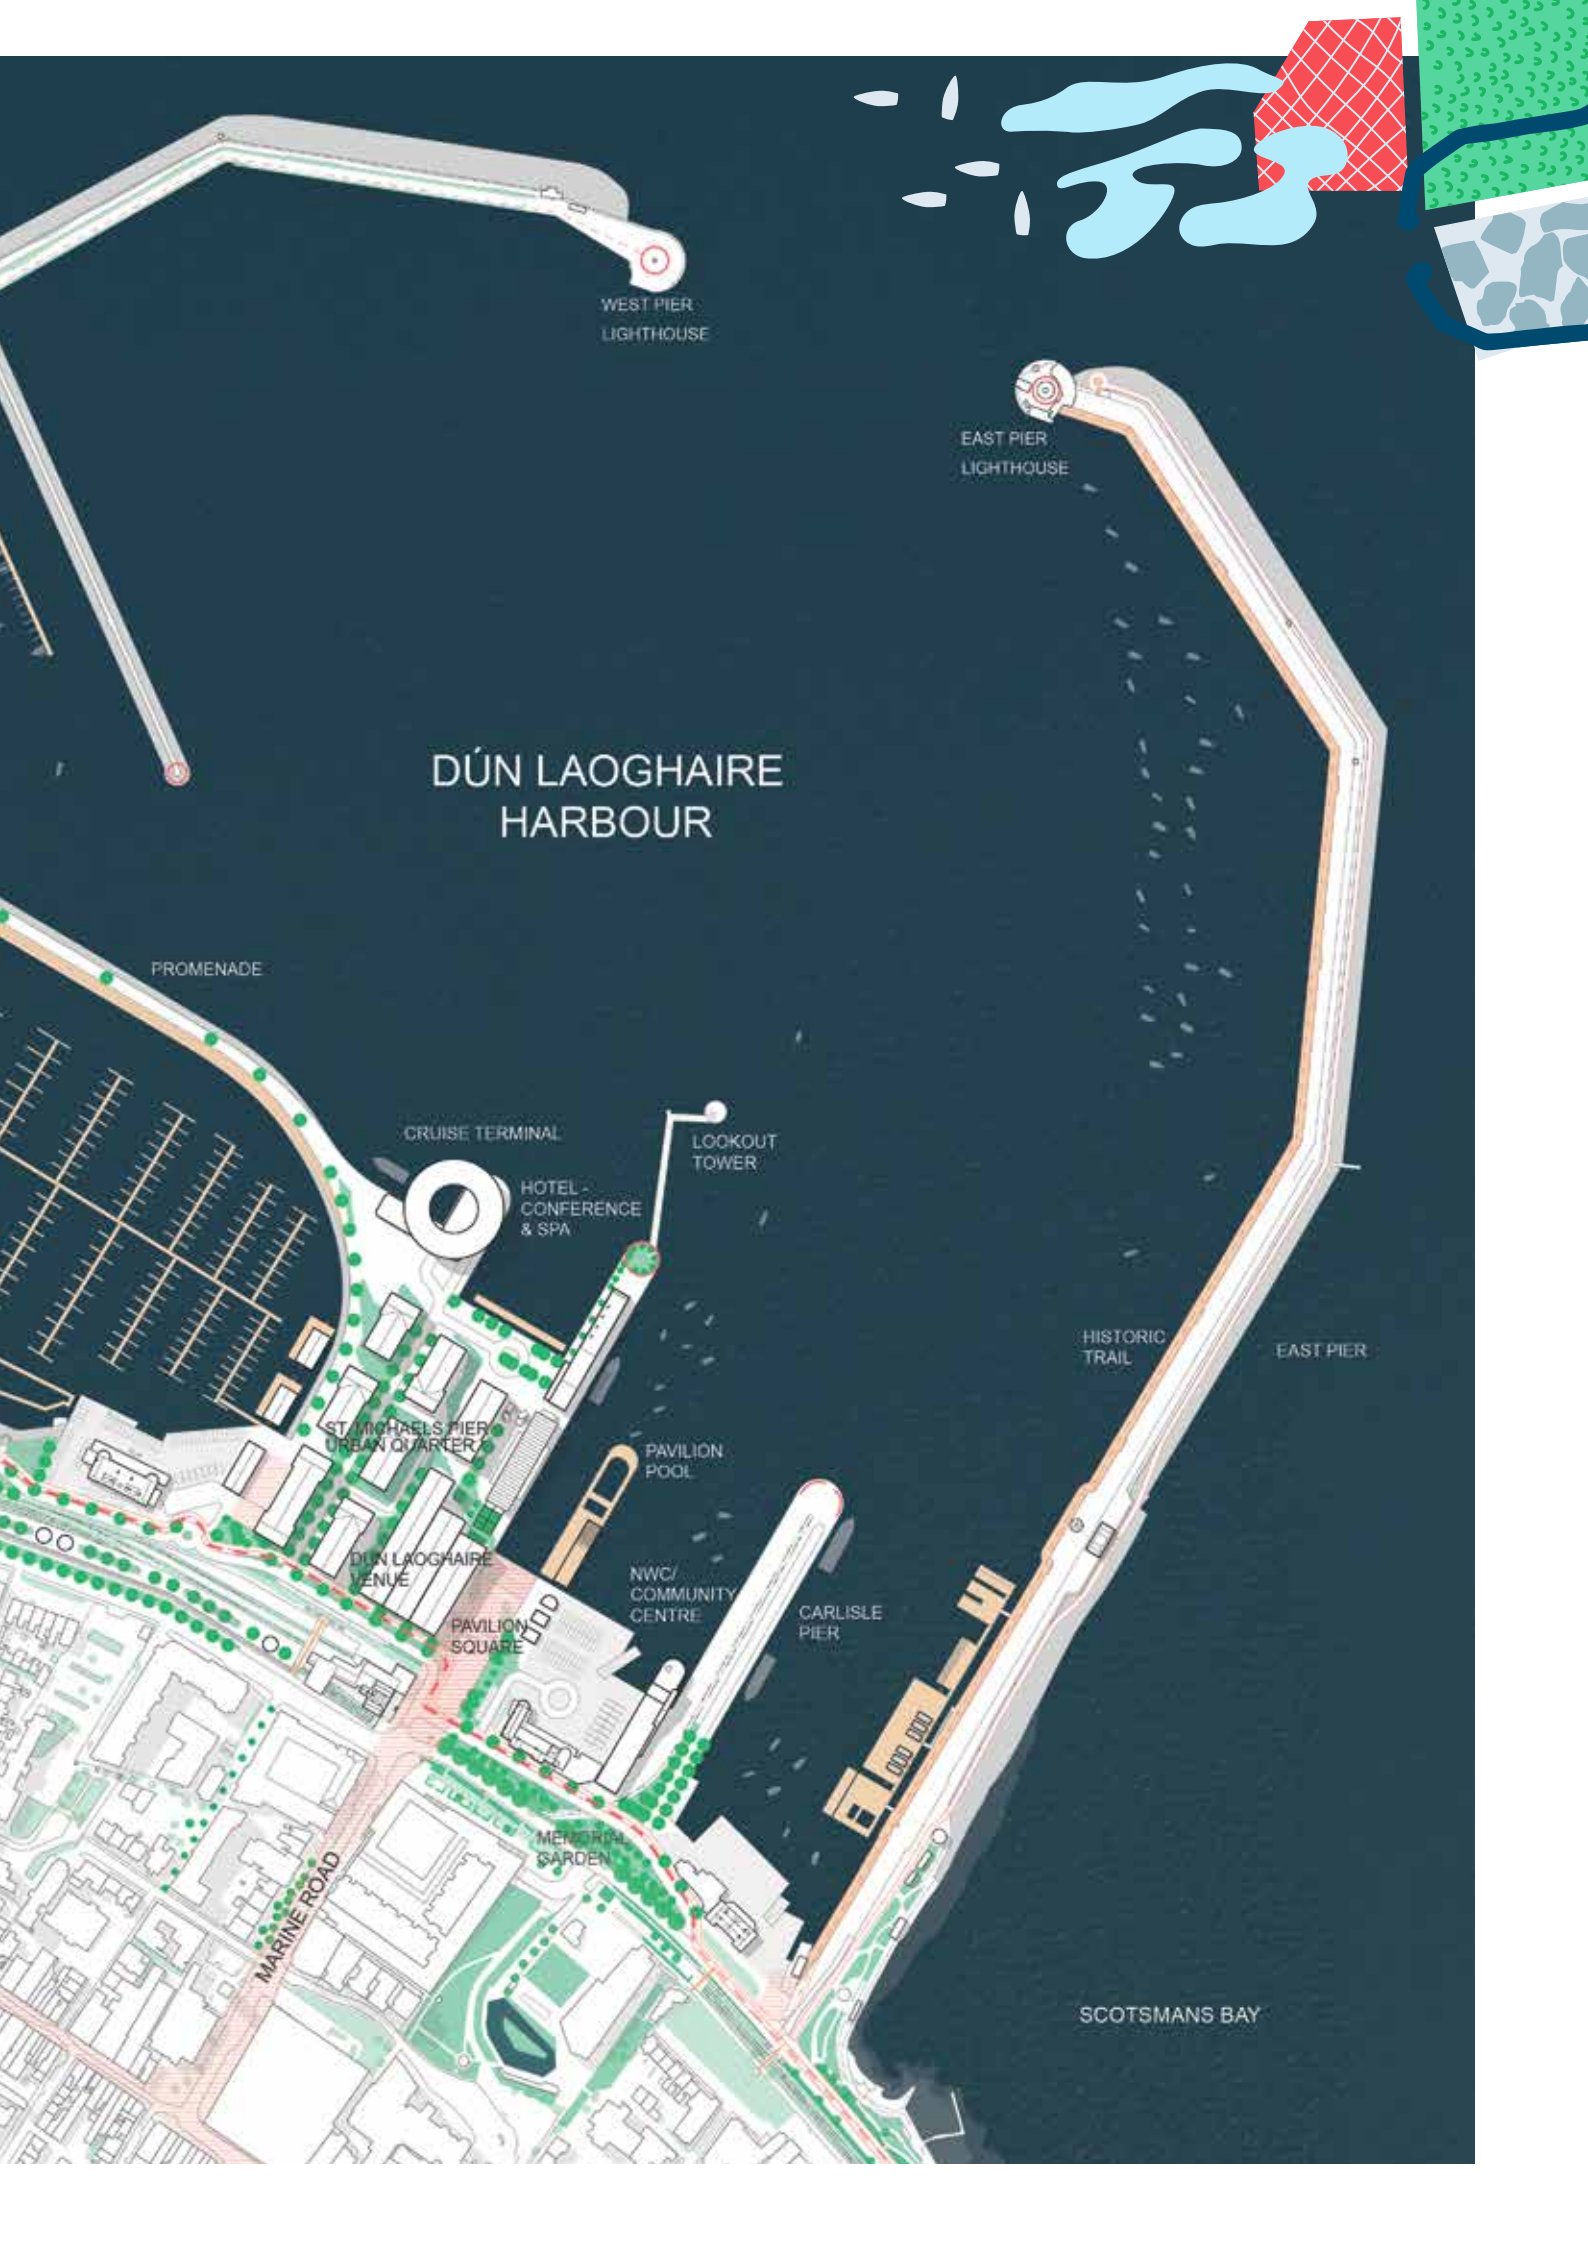 WEST PIER
LIGHTHOUSE
EAST PIER
LIGHTHOUSE
DÚN LAOGHAIRE
HARBOUR
PROMENADE
CRUISE TERMINAL
LOOKOUT
TOWER
HOTEL -
CONFERENCE
& SPA
HISTORIC
TRAIL
EAST PIER
ST. MICHAELS PIER
URBAN QUARTER
PAVILION
POOL
DUN LAOGHAIRE
VENUE
NWC/
COMMUNITY
CENTRE
CARLISLE
PIER
PAVILION
SQUARE
MEMORIAL
GARDEN
MARINE ROAD
SCOTSMANS BAY